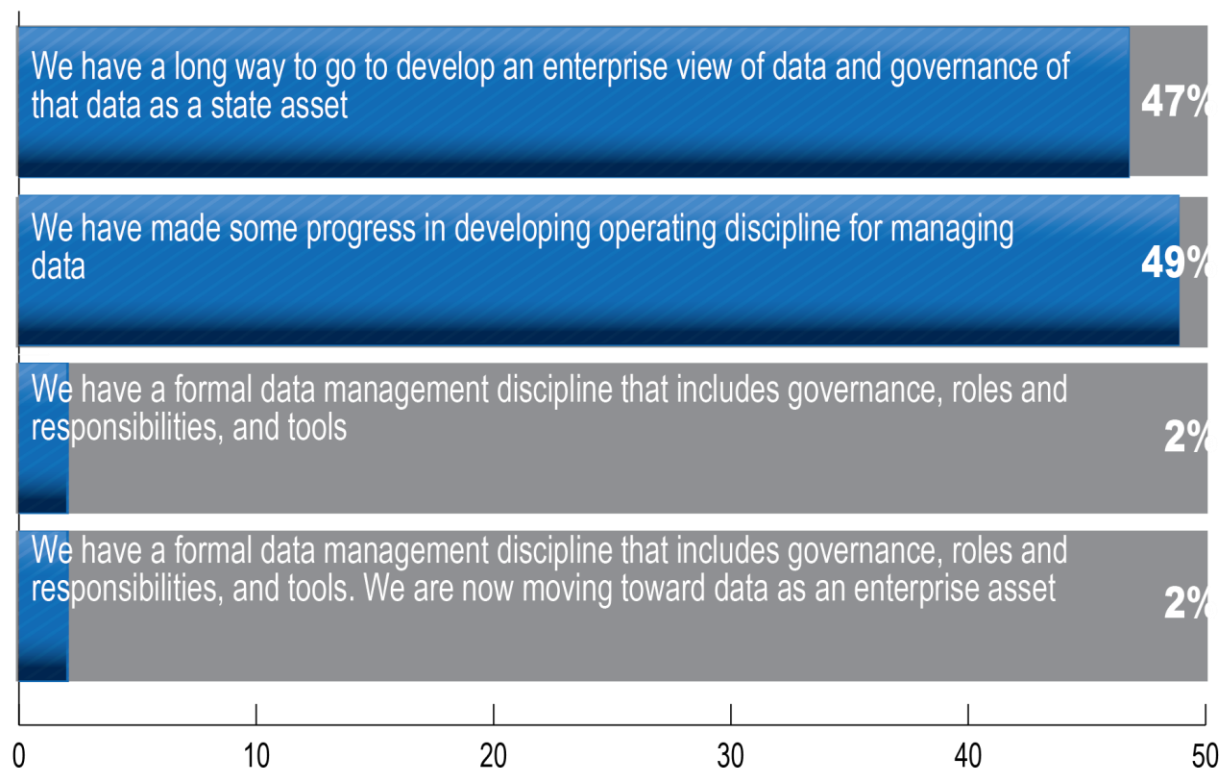 We have a long way to go to develop an enterprise view of data and governance of
that data as a state asset
47%
We have made some progress in developing operating discipline for managing
data
49%
We have a formal data management discipline that includes governance, roles and
responsibilities, and tools
2%
We have a formal data management discipline that includes governance, roles and
responsibilities, and tools. We are now moving toward data as an enterprise asset
2%
0 10 20 30 40 50